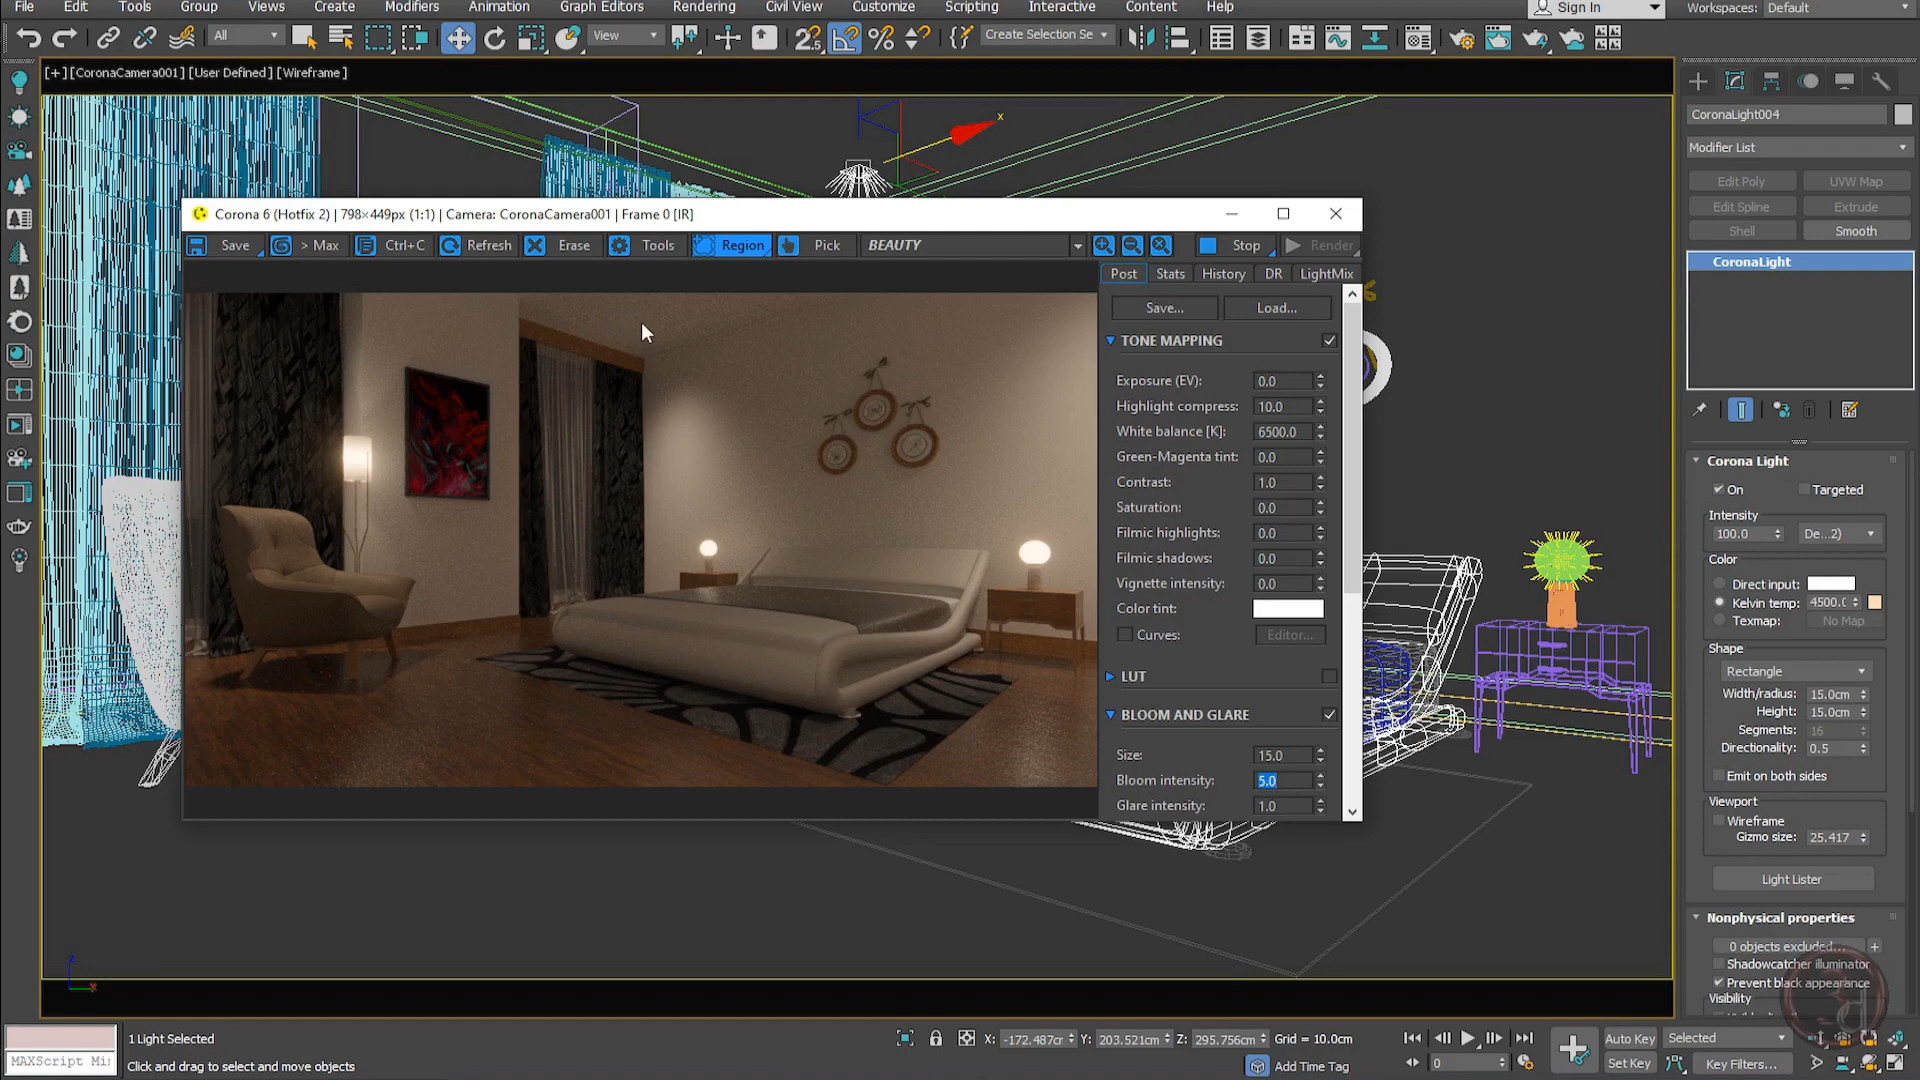 File Edit Tools Group Views Create Modifiers Animation Graph Editors Rendering Civil View Customize Scripting Interactive Content Help Sign In Workspaces: Default
All View 2.5 Create Selection Se
[+] [CoronaCamera001] [User Defined] [Wireframe]
x
CoronaLight004
Modifier List
Edit Poly UVW Map
Edit Spline Extrude
Shell Smooth
CoronaLight
Corona 6 (Hotfix 2) | 798×449px (1:1) | Camera: CoronaCamera001 | Frame 0 [IR]
Save > Max Ctrl+C Refresh Erase Tools Region Pick BEAUTY Stop Render
Post Stats History DR LightMix
Save... Load...
TONE MAPPING
Exposure (EV): 0.0
Highlight compress: 10.0
White balance [K]: 6500.0
Green-Magenta tint: 0.0
Contrast: 1.0
Saturation: 0.0
Filmic highlights: 0.0
Filmic shadows: 0.0
Vignette intensity: 0.0
Color tint:
Curves: Editor...
LUT
BLOOM AND GLARE
Size: 15.0
Bloom intensity: 5.0
Glare intensity: 1.0
Corona Light
On Targeted
Intensity
100.0 De...2)
Color
Direct input:
Kelvin temp: 4500.(
Texmap: No Map
Shape
Rectangle
Width/radius: 15.0cm
Height: 15.0cm
Segments: 16
Directionality: 0.5
Emit on both sides
Viewport
Wireframe
Gizmo size: 25.417
Light Lister
Nonphysical properties
0 objects excluded... +
Shadowcatcher illuminator
Prevent black appearance
Visibility
z
x
MAXScript Mi
1 Light Selected
Click and drag to select and move objects
X: -172.487cr Y: 203.521cm Z: 295.756cm Grid = 10.0cm
Add Time Tag
0
Auto Key Selected
Set Key Key Filters...